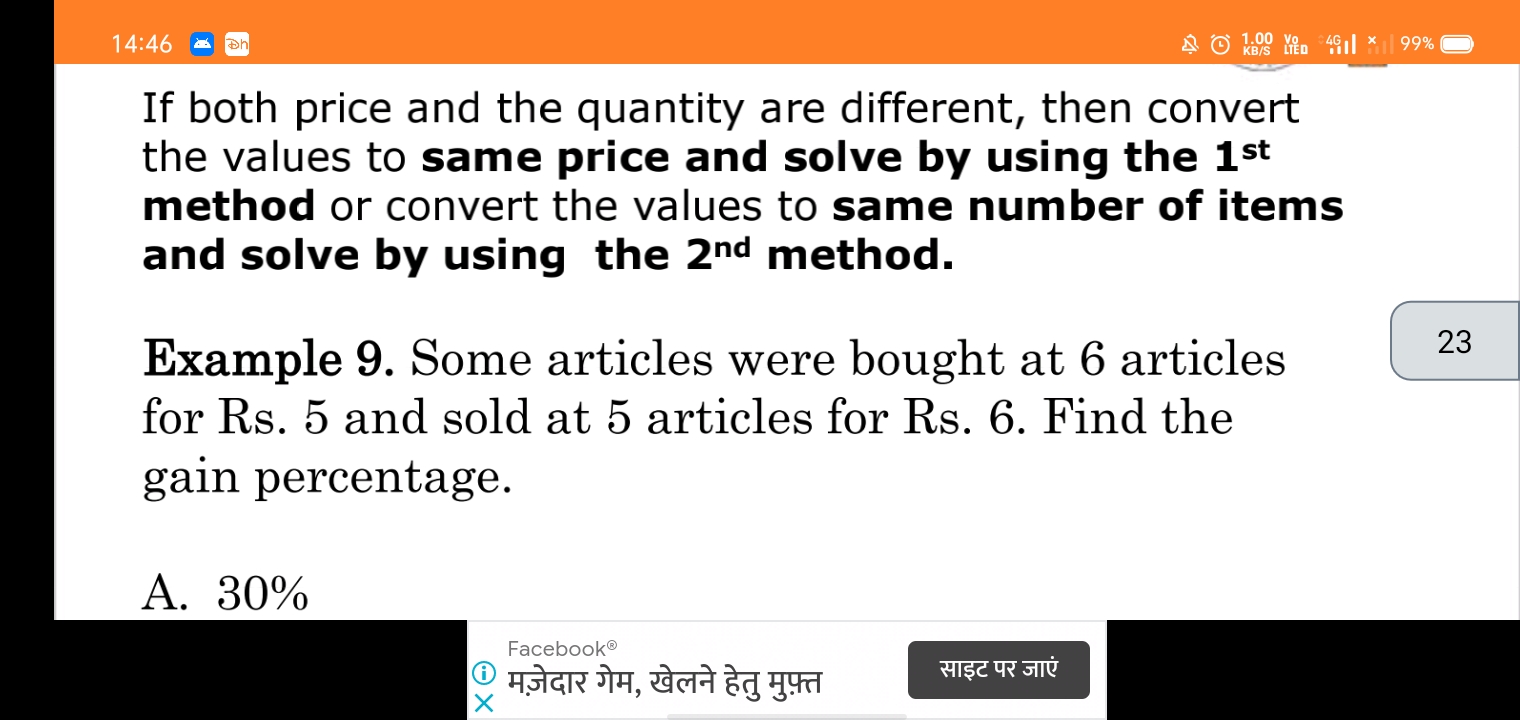 14:46 Dh 1.00 KB/S Vo LTE 4G x 99%
If both price and the quantity are different, then convert
the values to same price and solve by using the 1st
method or convert the values to same number of items
and solve by using the 2nd method.
23
Example 9. Some articles were bought at 6 articles
for Rs. 5 and sold at 5 articles for Rs. 6. Find the
gain percentage.
A. 30%
Facebook®
मज़ेदार गेम, खेलने हेतु मुफ़्त
साइट पर जाएं